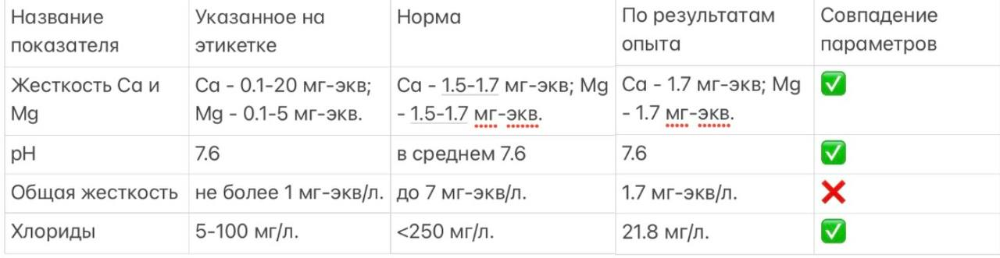 Название
показателя
Указанное на
этикетке
Норма
По результатам
опыта
Совпадение
параметров
Жесткость Ca и
Mg
Ca - 0.1-20 мг-экв;
Mg - 0.1-5 мг-экв.
Ca - 1.5-1.7 мг-экв; Mg
- 1.5-1.7 мг-экв.
Ca - 1.7 мг-экв; Mg
- 1.7 мг-экв.
✅
pH
7.6
в среднем 7.6
7.6
✅
Общая жесткость
не более 1 мг-экв/л.
до 7 мг-экв/л.
1.7 мг-экв/л.
❌
Хлориды
5-100 мг/л.
<250 мг/л.
21.8 мг/л.
✅